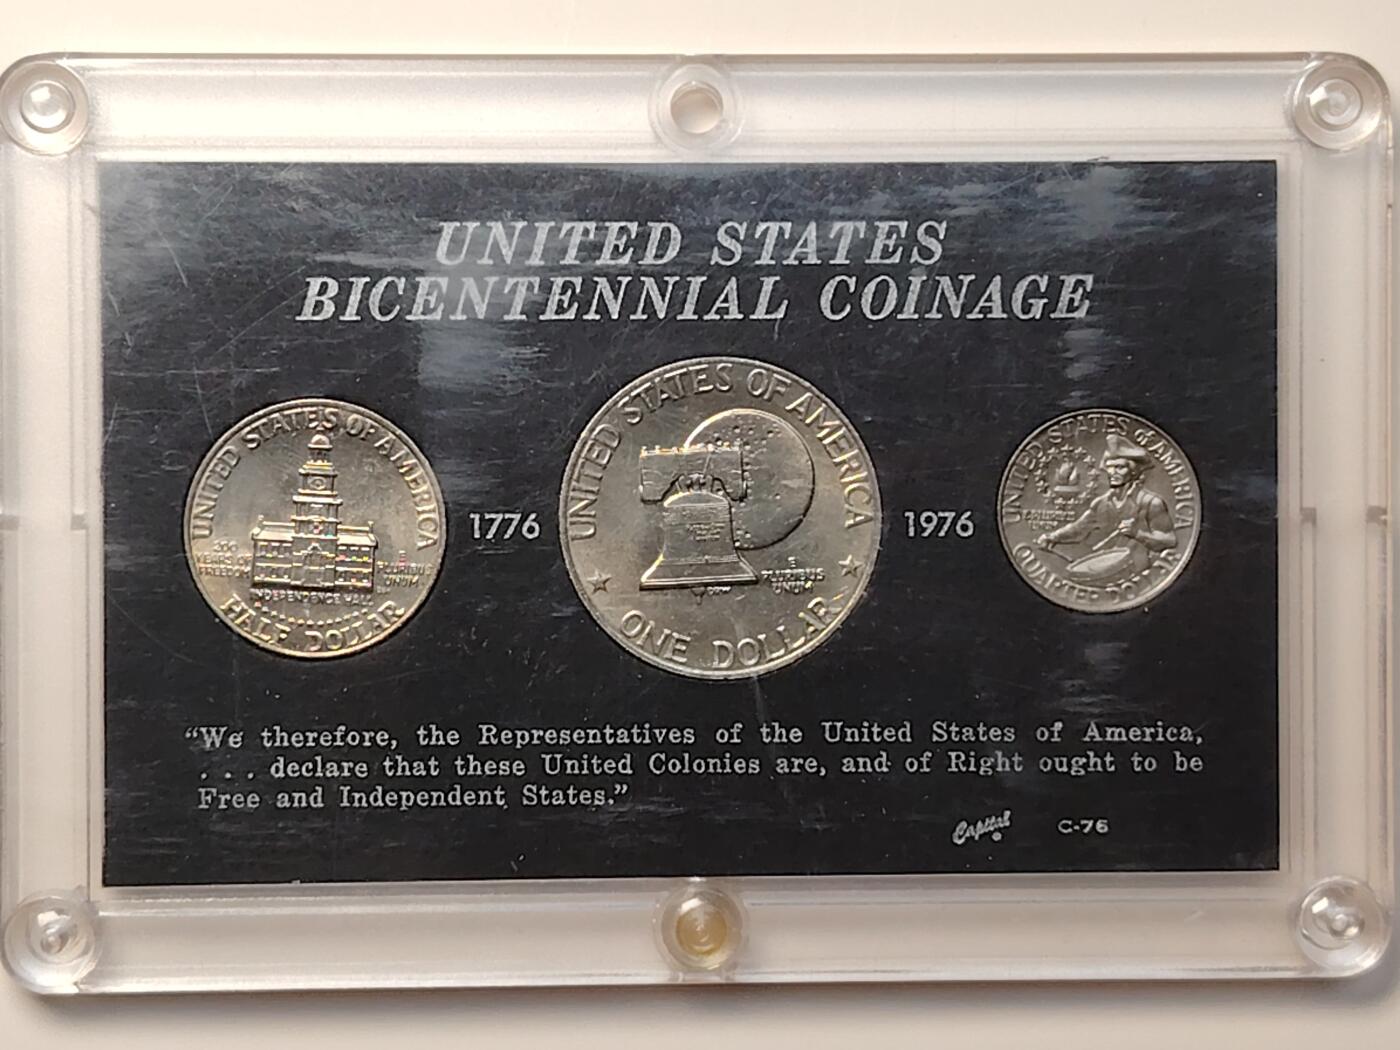 UNITED STATES
BICENTENNIAL COINAGE
UNITED STATES OF AMERICA
200
YEARS OF
FREEDOM
E
PLURIBUS
UNUM
INDEPENDENCE HALL
HALF DOLLAR
1776
UNITED STATES OF AMERICA
E
PLURIBUS
UNUM
ONE DOLLAR
1976
UNITED STATES OF AMERICA
E
PLURIBUS
UNUM
QUARTER DOLLAR
“We therefore, the Representatives of the United States of America,
. . . declare that these United Colonies are, and of Right ought to be
Free and Independent States.”
Capital
C-76